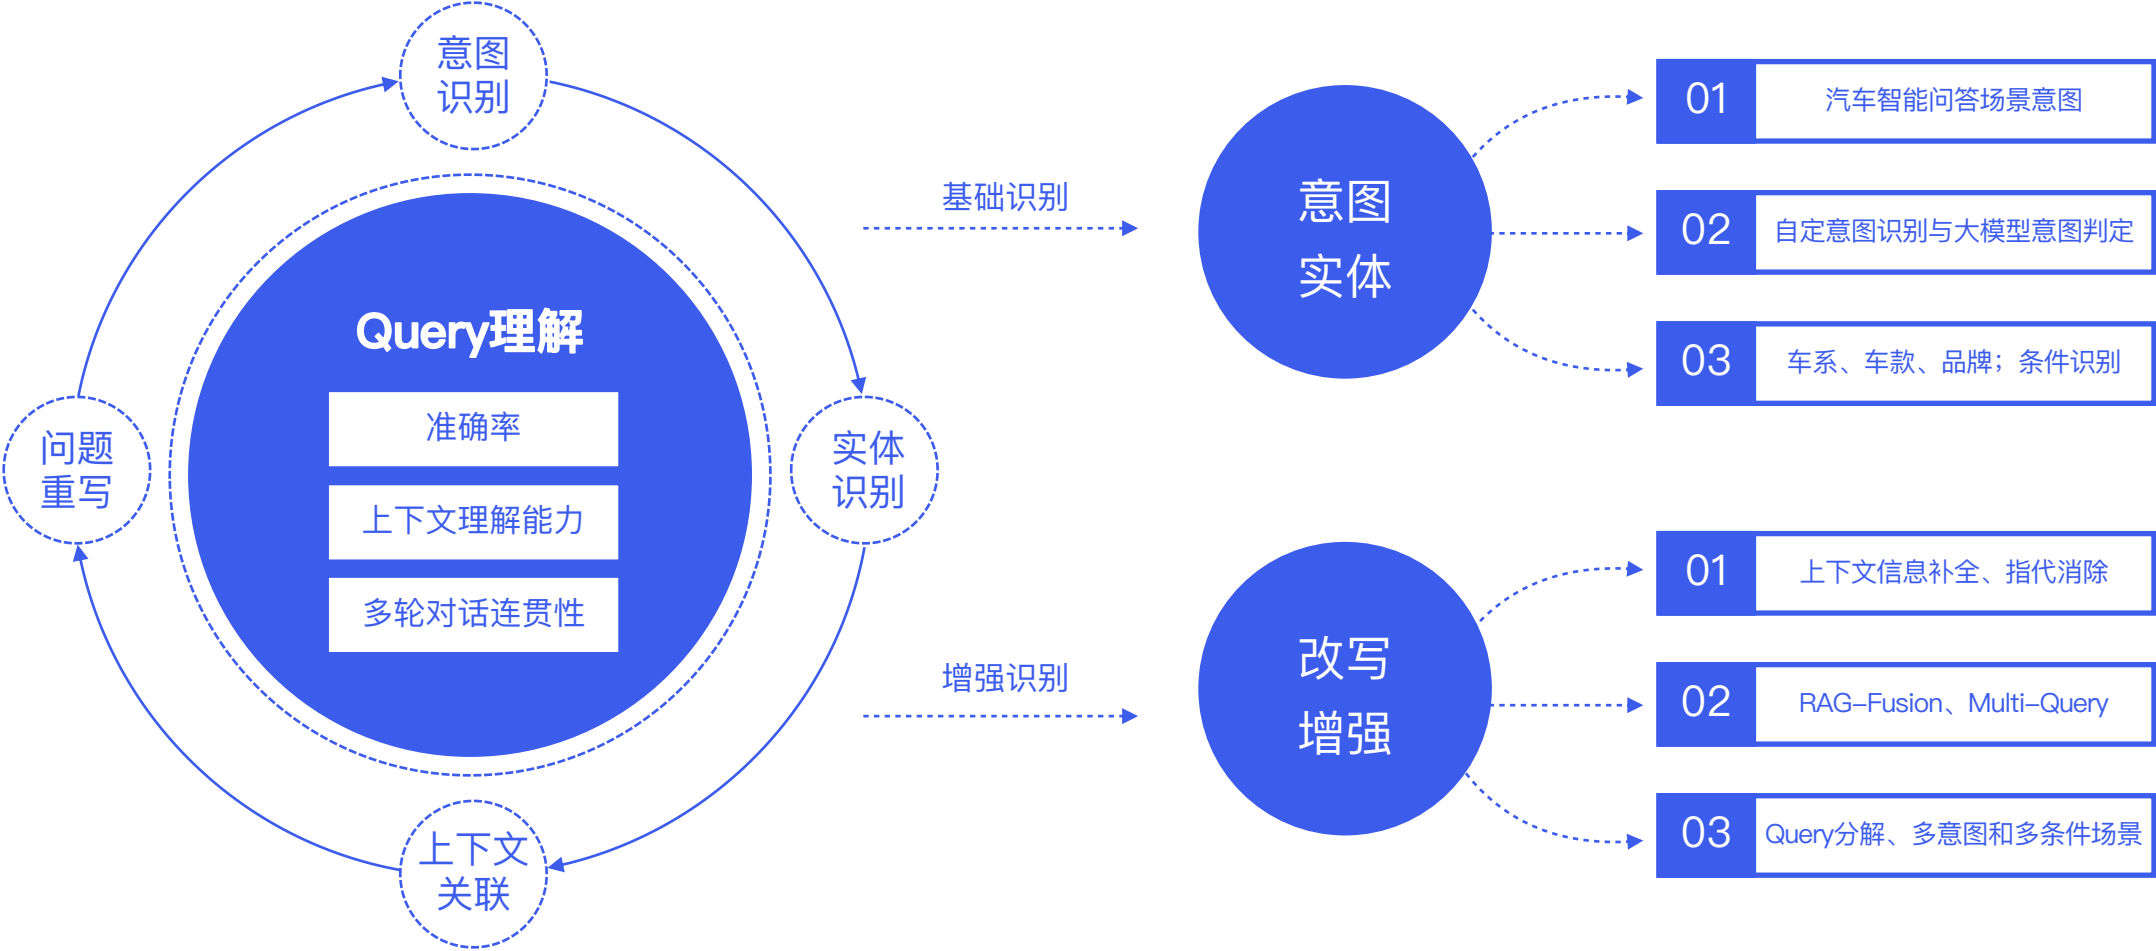 意图
识别
问题
重写
Query理解
准确率
上下文理解能力
多轮对话连贯性
实体
识别
上下文
关联
基础识别
意图
实体
01
汽车智能问答场景意图
02
自定意图识别与大模型意图判定
03
车系、车款、品牌；条件识别
增强识别
改写
增强
01
上下文信息补全、指代消除
02
RAG-Fusion、Multi-Query
03
Query分解、多意图和多条件场景